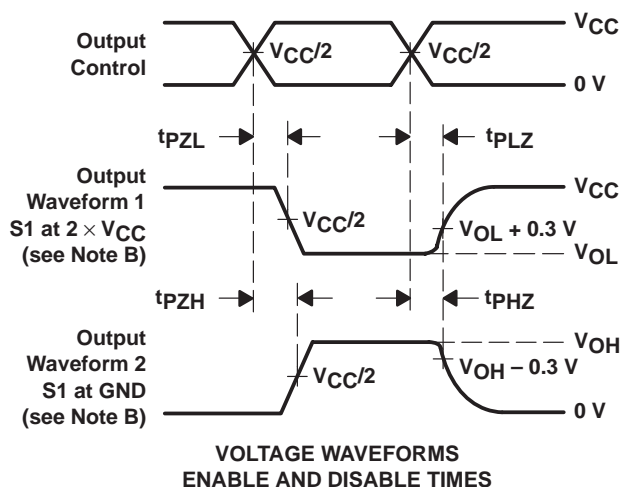 Output
Control
VCC/2
VCC/2
VCC
0 V
tPZL
tPLZ
Output
Waveform 1
S1 at 2 × VCC
(see Note B)
VCC/2
VCC
VOL + 0.3 V
VOL
tPZH
tPHZ
Output
Waveform 2
S1 at GND
(see Note B)
VCC/2
VOH
VOH – 0.3 V
0 V
VOLTAGE WAVEFORMS
ENABLE AND DISABLE TIMES